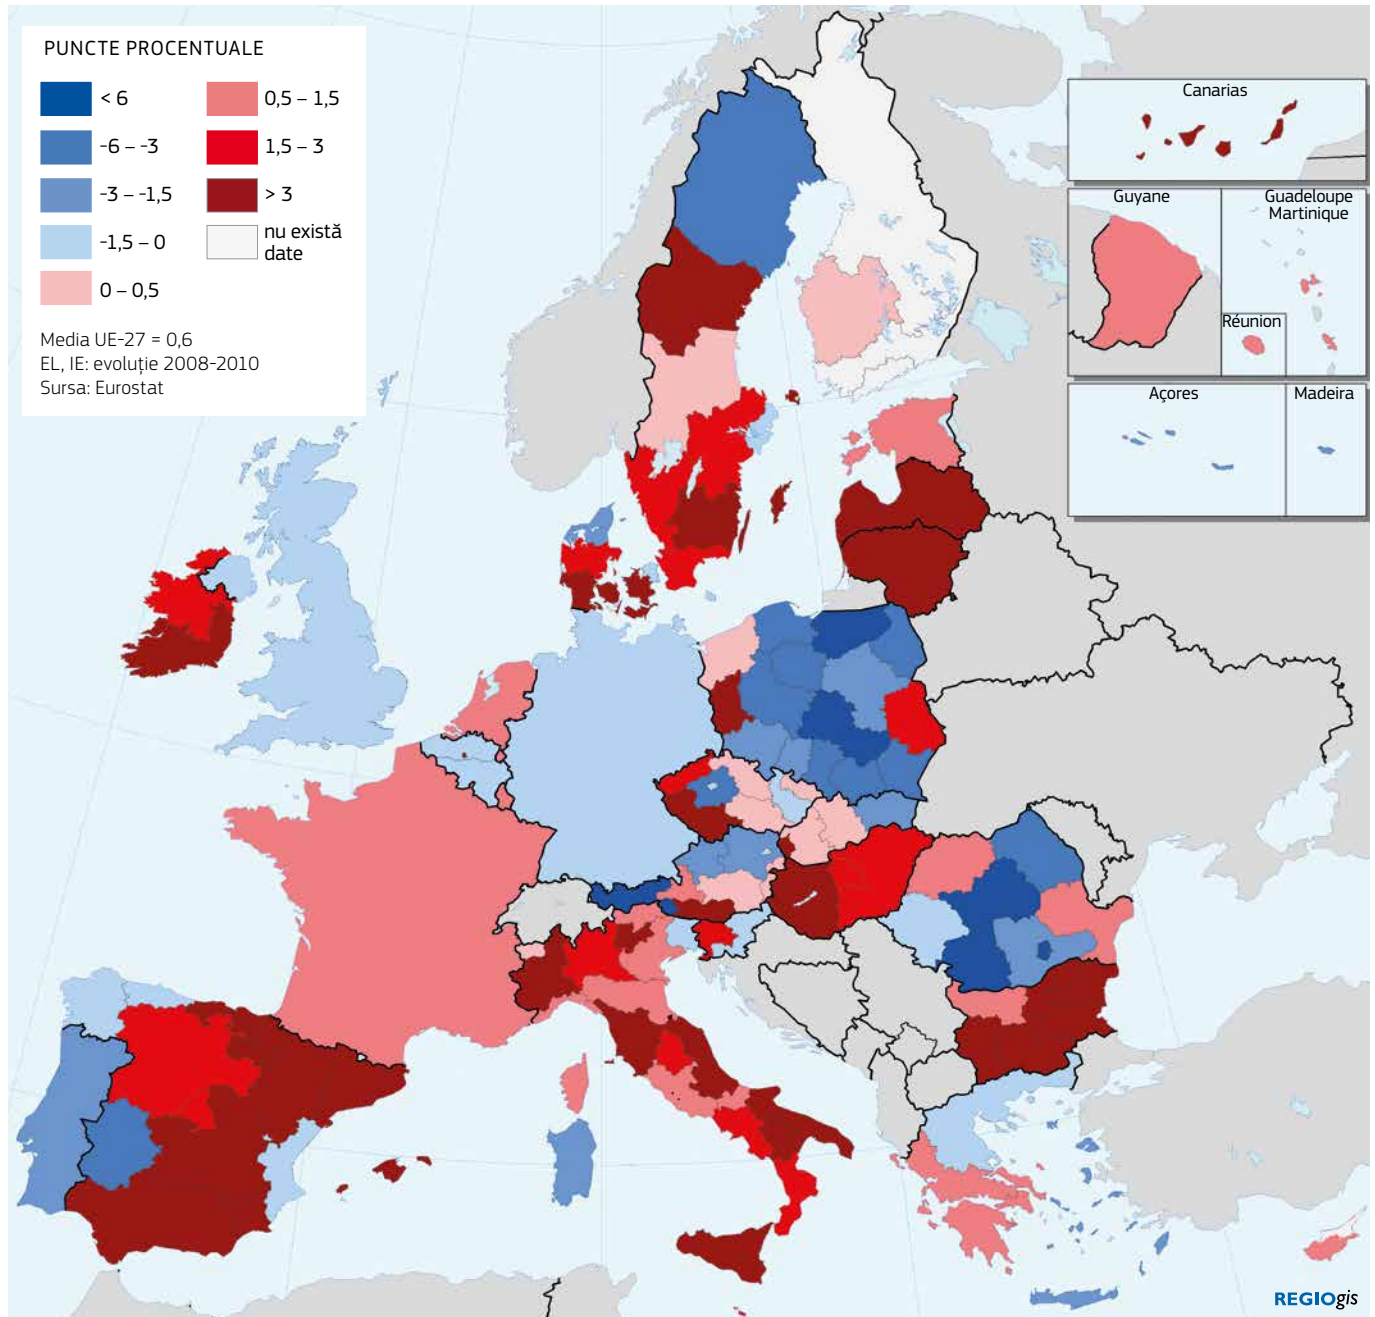 PUNCTE PROCENTUALE
< 6
-6 – -3
-3 – -1,5
-1,5 – 0
0 – 0,5
0,5 – 1,5
1,5 – 3
> 3
nu există
date
Media UE-27 = 0,6
EL, IE: evoluție 2008-2010
Sursa: Eurostat
Canarias
Guyane
Guadeloupe
Martinique
Réunion
Açores
Madeira
REGIOgis